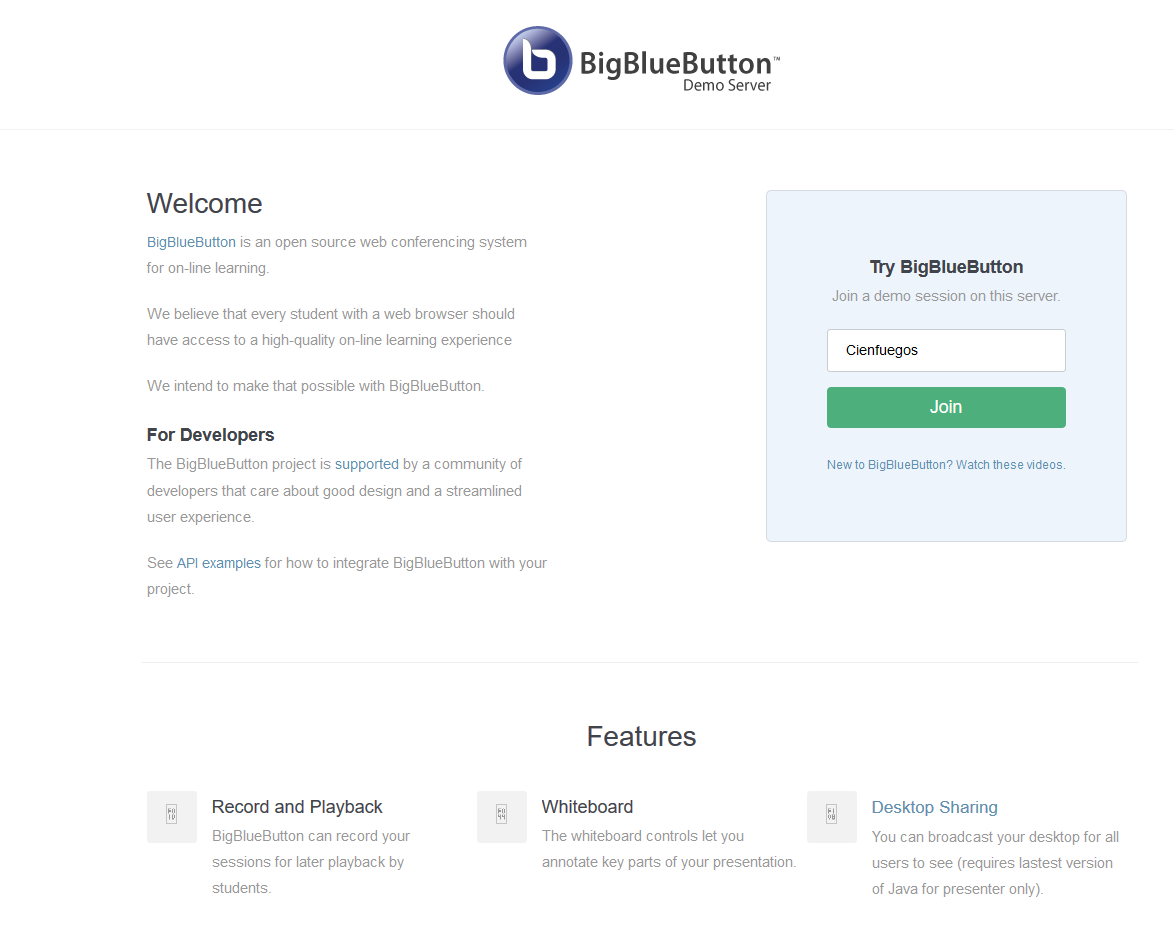 BigBlueButton™
Demo Server
Welcome
BigBlueButton is an open source web conferencing system
for on-line learning.
We believe that every student with a web browser should
have access to a high-quality on-line learning experience
We intend to make that possible with BigBlueButton.
For Developers
The BigBlueButton project is supported by a community of
developers that care about good design and a streamlined
user experience.
See API examples for how to integrate BigBlueButton with your
project.
Try BigBlueButton
Join a demo session on this server.
Cienfuegos
Join
New to BigBlueButton? Watch these videos.
Features
Record and Playback
BigBlueButton can record your
sessions for later playback by
students.
Whiteboard
The whiteboard controls let you
annotate key parts of your presentation.
Desktop Sharing
You can broadcast your desktop for all
users to see (requires lastest version
of Java for presenter only).